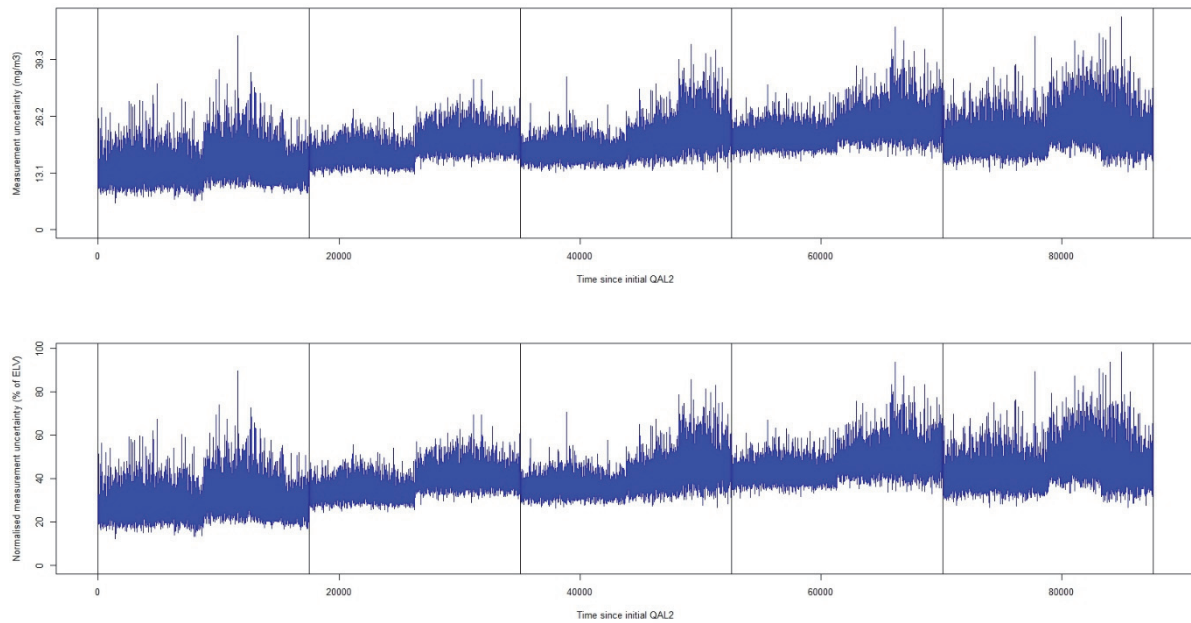 Measurement uncertainty (mg/m3)
39.3
26.2
13.1
0
0 20000 40000 60000 80000
Time since initial QAL2
Normalised measurement uncertainty (% of ELV)
100
80
60
40
20
0
0 20000 40000 60000 80000
Time since initial QAL2